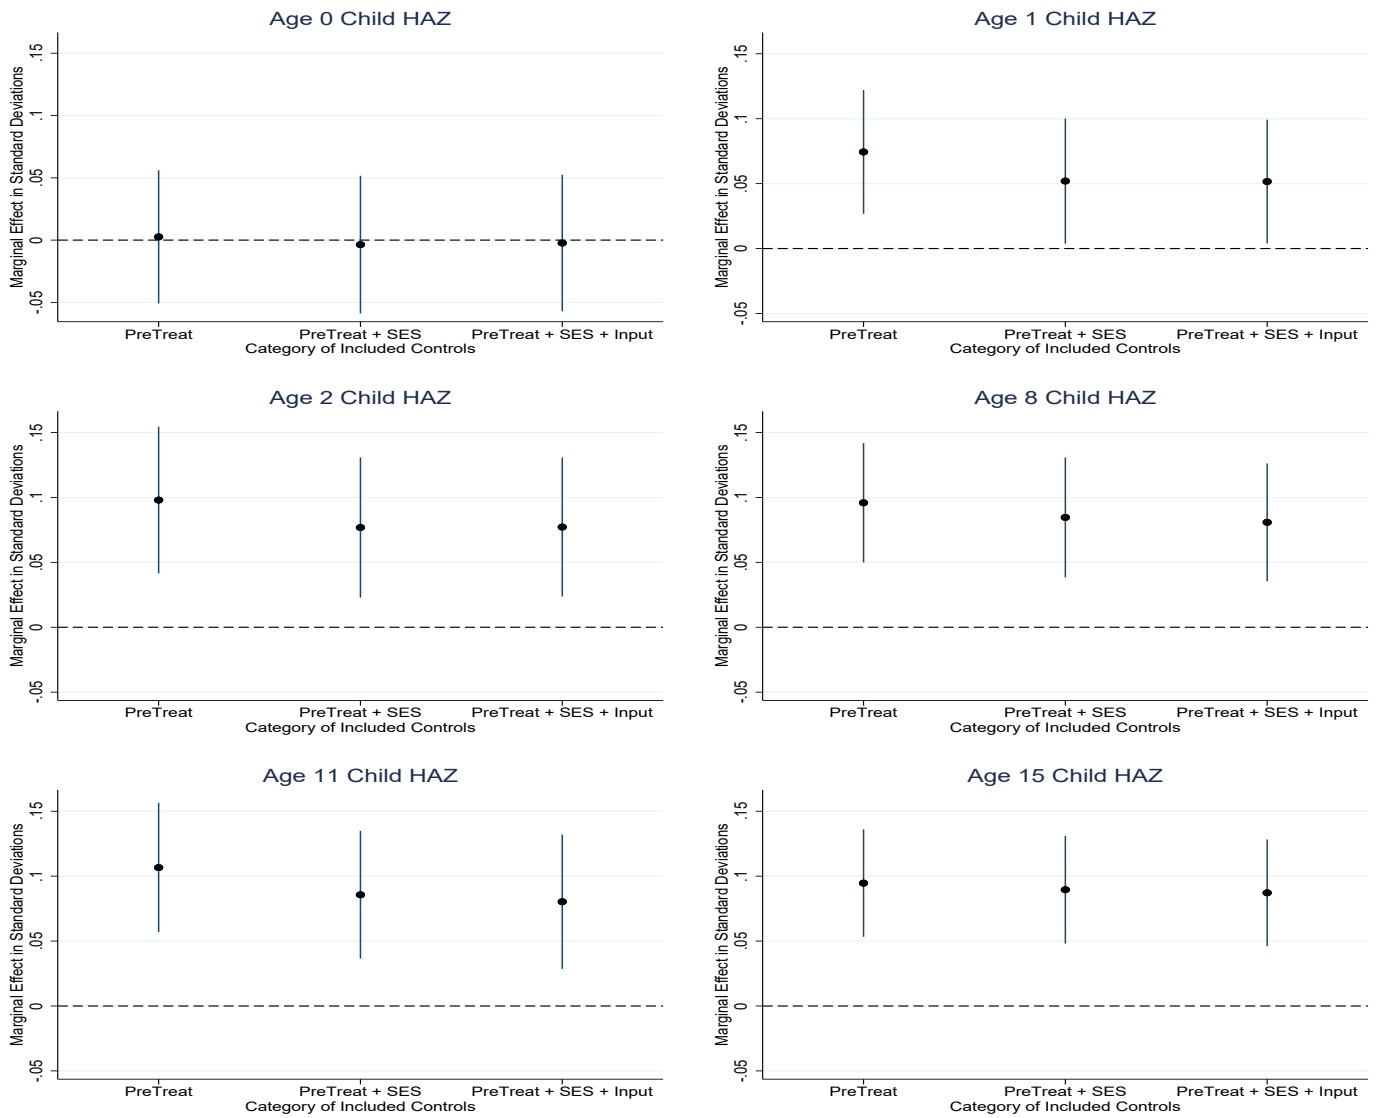 Age 0 Child HAZ
Marginal Effect in Standard Deviations
.15
.1
.05
0
-.05
PreTreat
PreTreat + SES
PreTreat + SES + Input
Category of Included Controls
Age 1 Child HAZ
Marginal Effect in Standard Deviations
.15
.1
.05
0
-.05
PreTreat
PreTreat + SES
PreTreat + SES + Input
Category of Included Controls
Age 2 Child HAZ
Marginal Effect in Standard Deviations
.15
.1
.05
0
-.05
PreTreat
PreTreat + SES
PreTreat + SES + Input
Category of Included Controls
Age 8 Child HAZ
Marginal Effect in Standard Deviations
.15
.1
.05
0
-.05
PreTreat
PreTreat + SES
PreTreat + SES + Input
Category of Included Controls
Age 11 Child HAZ
Marginal Effect in Standard Deviations
.15
.1
.05
0
-.05
PreTreat
PreTreat + SES
PreTreat + SES + Input
Category of Included Controls
Age 15 Child HAZ
Marginal Effect in Standard Deviations
.15
.1
.05
0
-.05
PreTreat
PreTreat + SES
PreTreat + SES + Input
Category of Included Controls